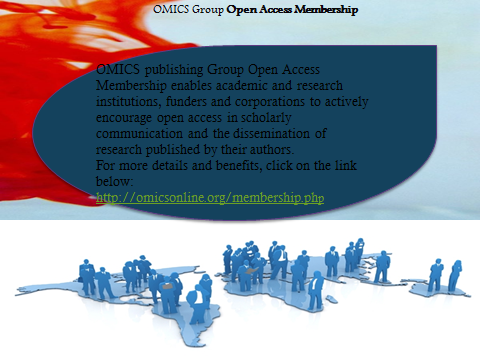 OMICS Group Open Access Membership
OMICS publishing Group Open Access
Membership enables academic and research
institutions, funders and corporations to actively
encourage open access in scholarly
communication and the dissemination of
research published by their authors.
For more details and benefits, click on the link
below:
http://omicsonline.org/membership.php